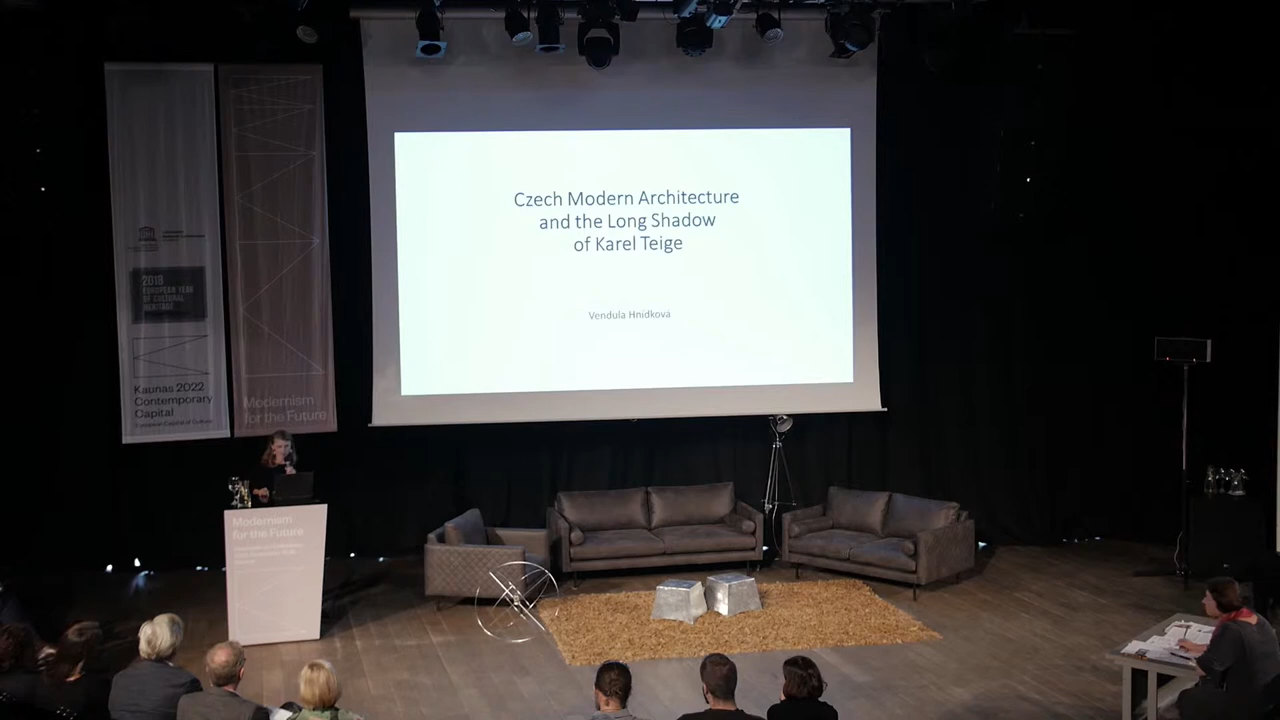 Czech Modern Architecture
and the Long Shadow
of Karel Teige
Vendula Hnídková
2018
EUROPEAN YEAR
OF CULTURAL
HERITAGE
Kaunas 2022
Contemporary
Capital
European Capital of Culture
Modernism
for the Future
Modernism
for the Future